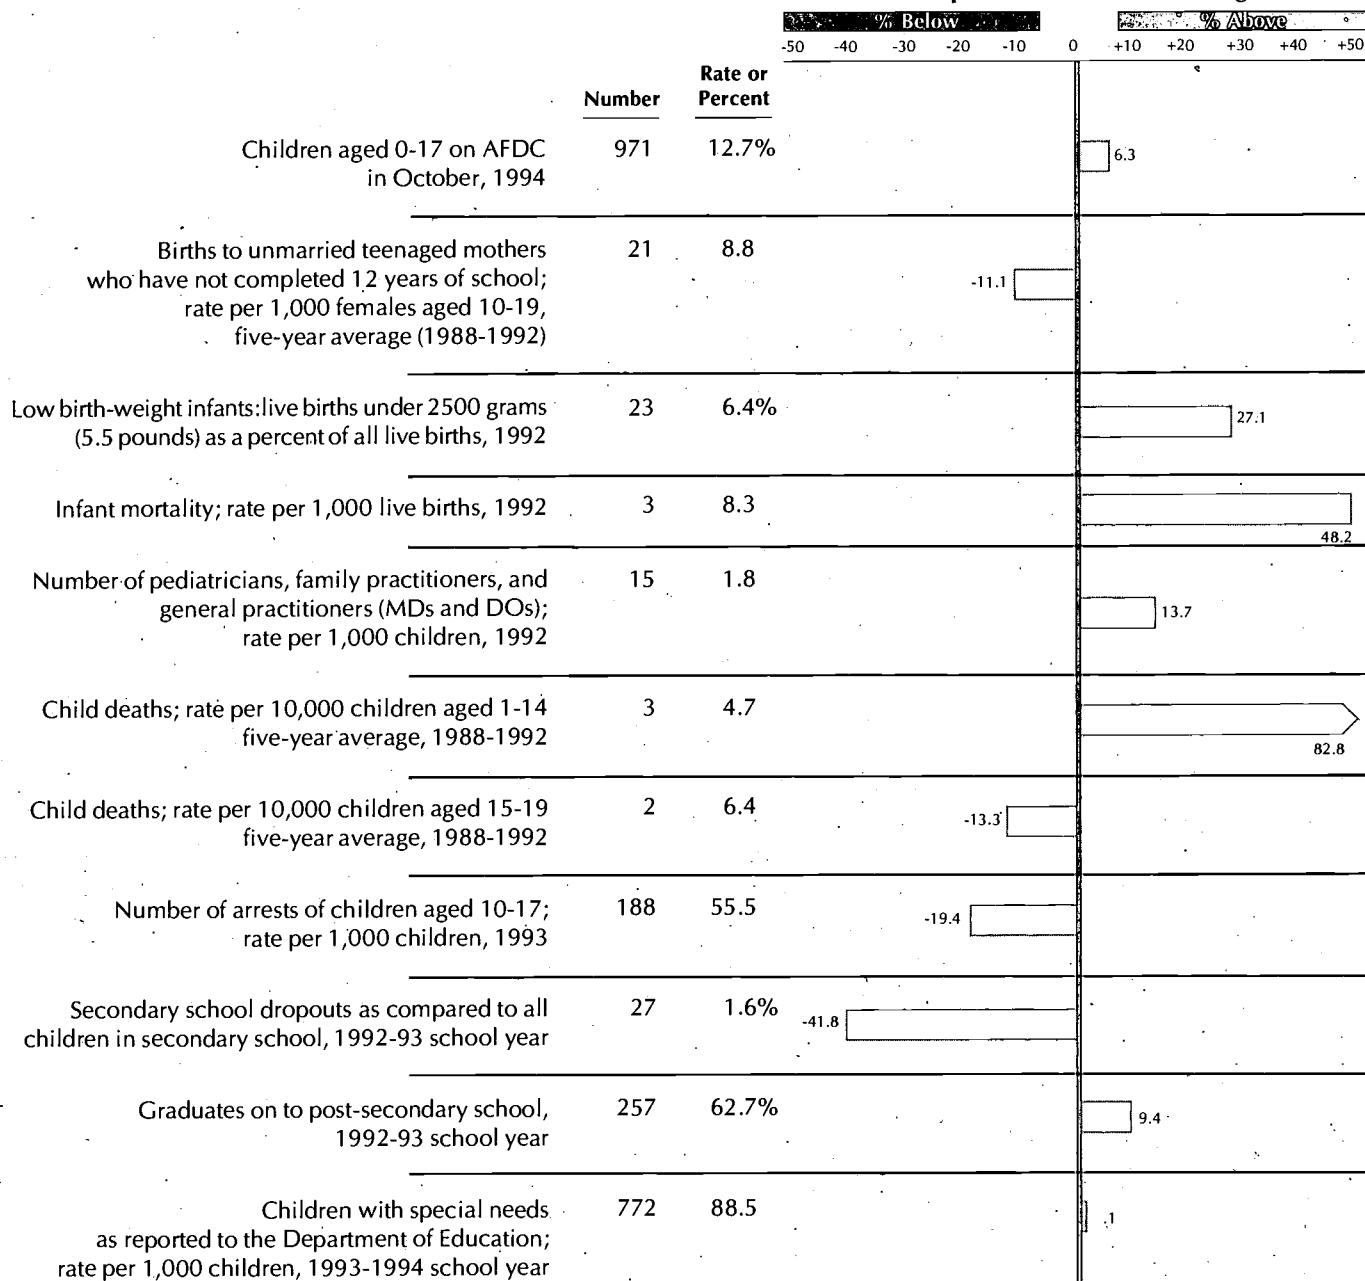 % Below % Above
-50 -40 -30 -20 -10 0 +10 +20 +30 +40 +50
Number Rate or Percent
Children aged 0-17 on AFDC 971 12.7% 6.3
in October, 1994
Births to unmarried teenaged mothers 21 8.8
who have not completed 12 years of school; -11.1
rate per 1,000 females aged 10-19,
five-year average (1988-1992)
Low birth-weight infants: live births under 2500 grams 23 6.4% 27.1
(5.5 pounds) as a percent of all live births, 1992
Infant mortality; rate per 1,000 live births, 1992 3 8.3
48.2
Number of pediatricians, family practitioners, and 15 1.8
general practitioners (MDs and DOs); 13.7
rate per 1,000 children, 1992
Child deaths; rate per 10,000 children aged 1-14 3 4.7
five-year average, 1988-1992 82.8
Child deaths; rate per 10,000 children aged 15-19 2 6.4 -13.3
five-year average, 1988-1992
Number of arrests of children aged 10-17; 188 55.5 -19.4
rate per 1,000 children, 1993
Secondary school dropouts as compared to all 27 1.6% -41.8
children in secondary school, 1992-93 school year
Graduates on to post-secondary school, 257 62.7% 9.4
1992-93 school year
Children with special needs 772 88.5 .1
as reported to the Department of Education;
rate per 1,000 children, 1993-1994 school year